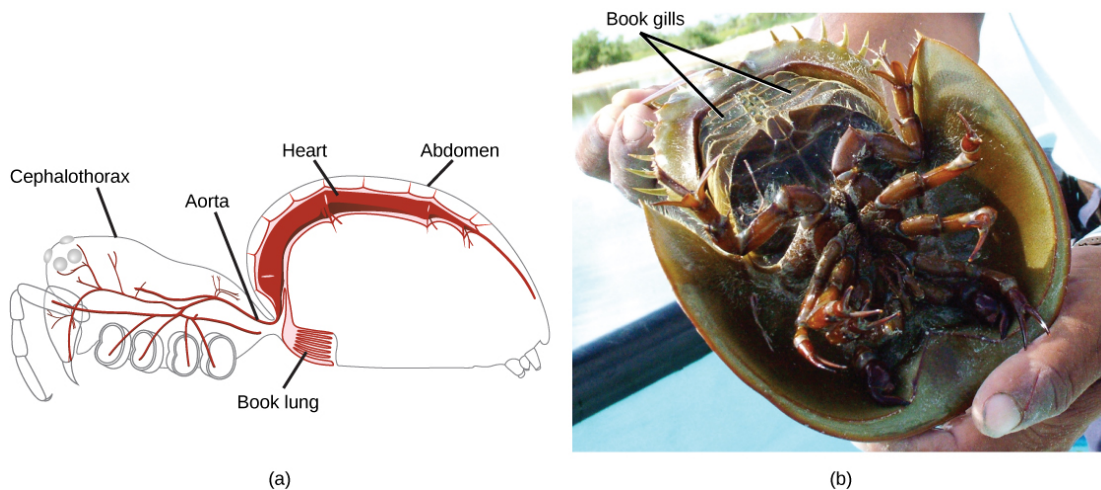 Book gills
Heart
Abdomen
Cephalothorax
Aorta
Book lung
(a)
(b)